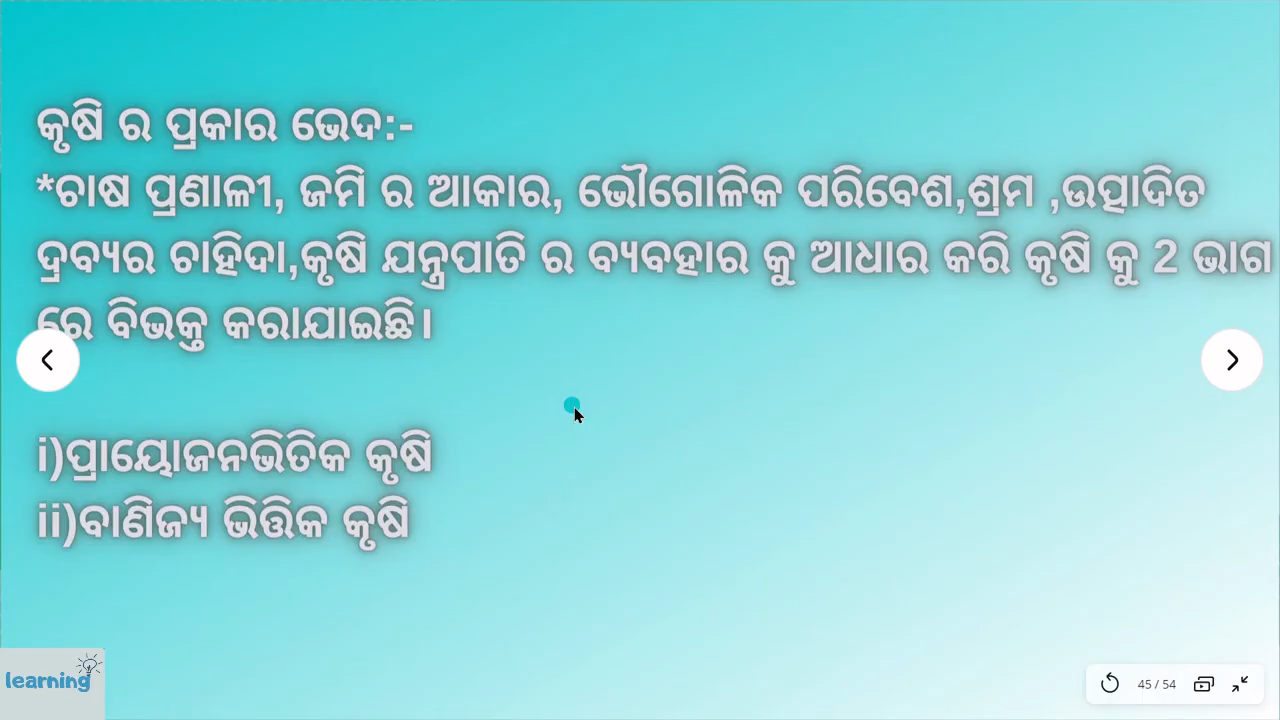 କୃଷି ର ପ୍ରକାର ଭେଦ:-
*ଚାଷ ପ୍ରଣାଳୀ, ଜମି ର ଆକାର, ଭୌଗୋଳିକ ପରିବେଶ,ଶ୍ରମ ,ଉତ୍ପାଦିତ
ଦ୍ରବ୍ୟର ଚାହିଦା,କୃଷି ଯନ୍ତ୍ରପାତି ର ବ୍ୟବହାର କୁ ଆଧାର କରି କୃଷି କୁ 2 ଭାଗ
ରେ ବିଭକ୍ତ କରାଯାଇଛି।
i)ପ୍ରାୟୋଜନଭିତିକ କୃଷି
ii)ବାଣିଜ୍ୟ ଭିତ୍ତିକ କୃଷି
learning
45 / 54